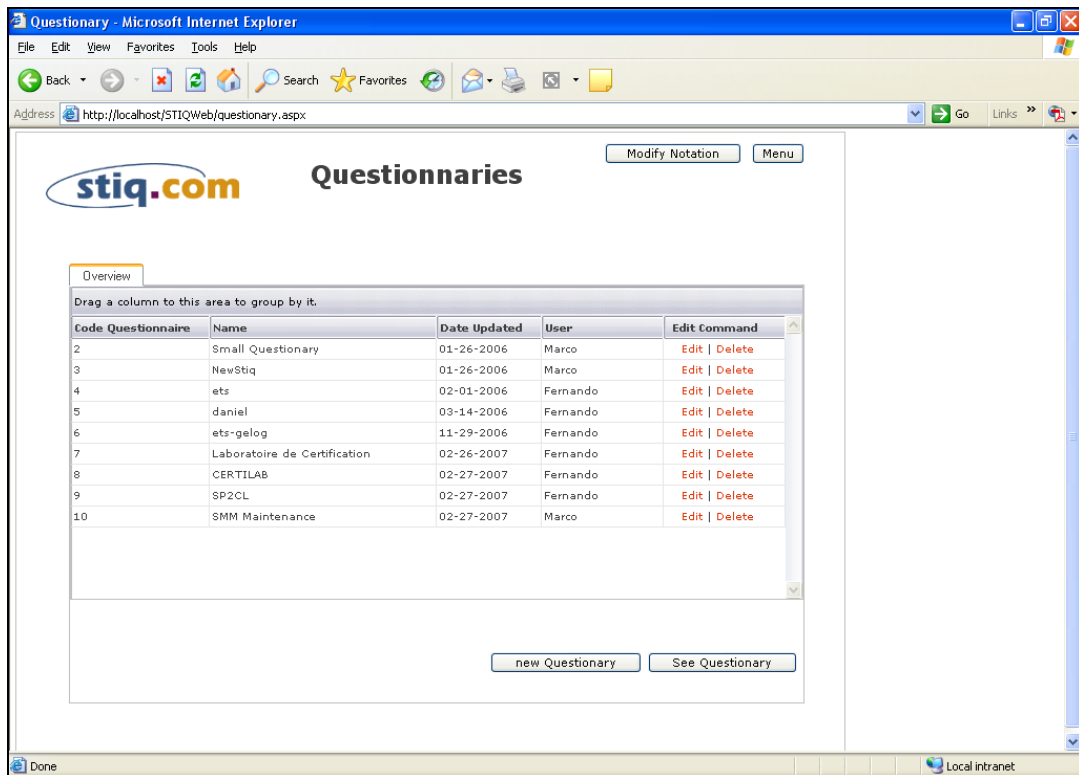 Questionary - Microsoft Internet Explorer
File Edit View Favorites Tools Help
Back Search Favorites
Address http://localhost/STIQWeb/questionary.aspx Go Links »
Modify Notation Menu
stiq.com Questionnaries
Overview
Drag a column to this area to group by it.
Code Questionnaire Name Date Updated User Edit Command
2 Small Questionary 01-26-2006 Marco Edit | Delete
3 NewStiq 01-26-2006 Marco Edit | Delete
4 ets 02-01-2006 Fernando Edit | Delete
5 daniel 03-14-2006 Fernando Edit | Delete
6 ets-gelog 11-29-2006 Fernando Edit | Delete
7 Laboratoire de Certification 02-26-2007 Fernando Edit | Delete
8 CERTILAB 02-27-2007 Fernando Edit | Delete
9 SP2CL 02-27-2007 Fernando Edit | Delete
10 SMM Maintenance 02-27-2007 Marco Edit | Delete
new Questionary See Questionary
Done Local intranet